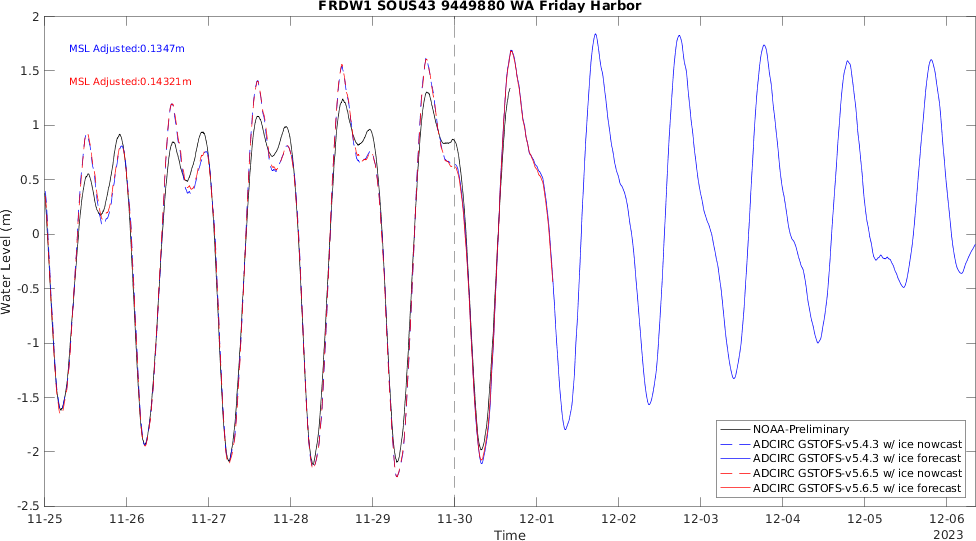 FRDW1 SOUS43 9449880 WA Friday Harbor
MSL Adjusted:0.1347m
MSL Adjusted:0.14321m
Water Level (m)
2
1.5
1
0.5
0
-0.5
-1
-1.5
-2
-2.5
NOAA-Preliminary
ADCIRC GSTOFS-v5.4.3 w/ ice nowcast
ADCIRC GSTOFS-v5.4.3 w/ ice forecast
ADCIRC GSTOFS-v5.6.5 w/ ice nowcast
ADCIRC GSTOFS-v5.6.5 w/ ice forecast
11-25 11-26 11-27 11-28 11-29 11-30 12-01 12-02 12-03 12-04 12-05 12-06
Time
2023